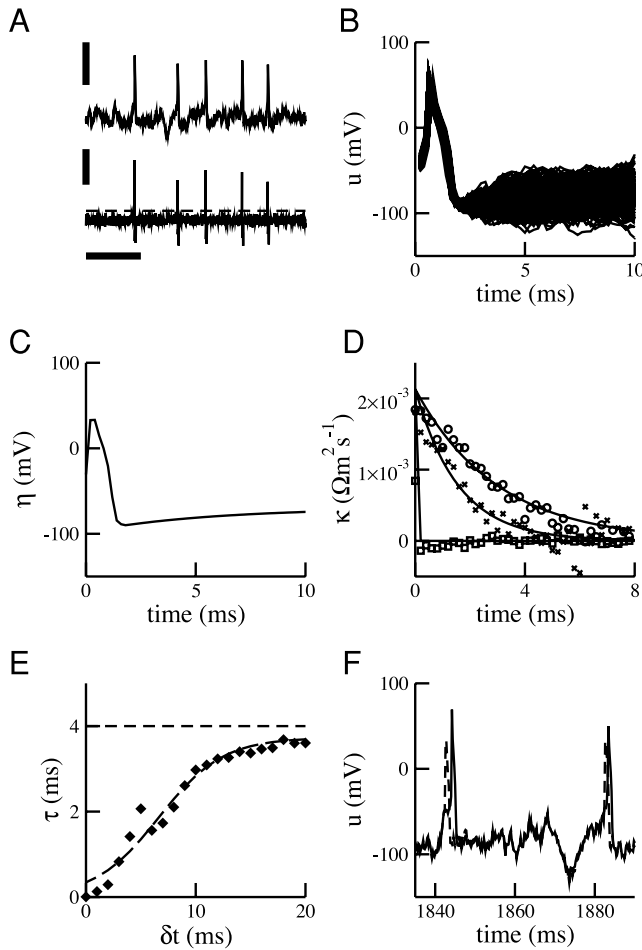 A
B
100
0
-100
u (mV)
5
10
time (ms)
C
100
0
-100
η (mV)
0
5
10
time (ms)
D
2×10⁻³
1×10⁻³
0
κ (Ωm²s⁻¹)
0
4
8
time (ms)
E
4
2
0
τ (ms)
0
10
20
δt (ms)
F
100
0
-100
u (mV)
1840
1860
1880
time (ms)